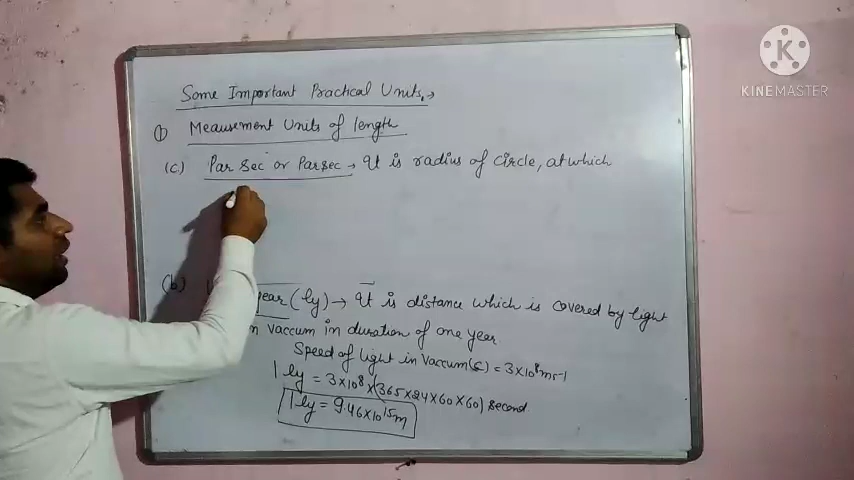 Some Important Practical Units →
① Meausement Units of length
(C.) Par Sec or Parsec → It is radius of circle, at which
(b) year (ly) → It is distance which is covered by light
in vaccum in duration of one year.
Speed of light in vaccum(C) = 3×10⁸ms-1
1 ly = 3×10⁸×(365×24×60×60) second
1 ly = 9.46×10¹⁵m
K
KINEMASTER